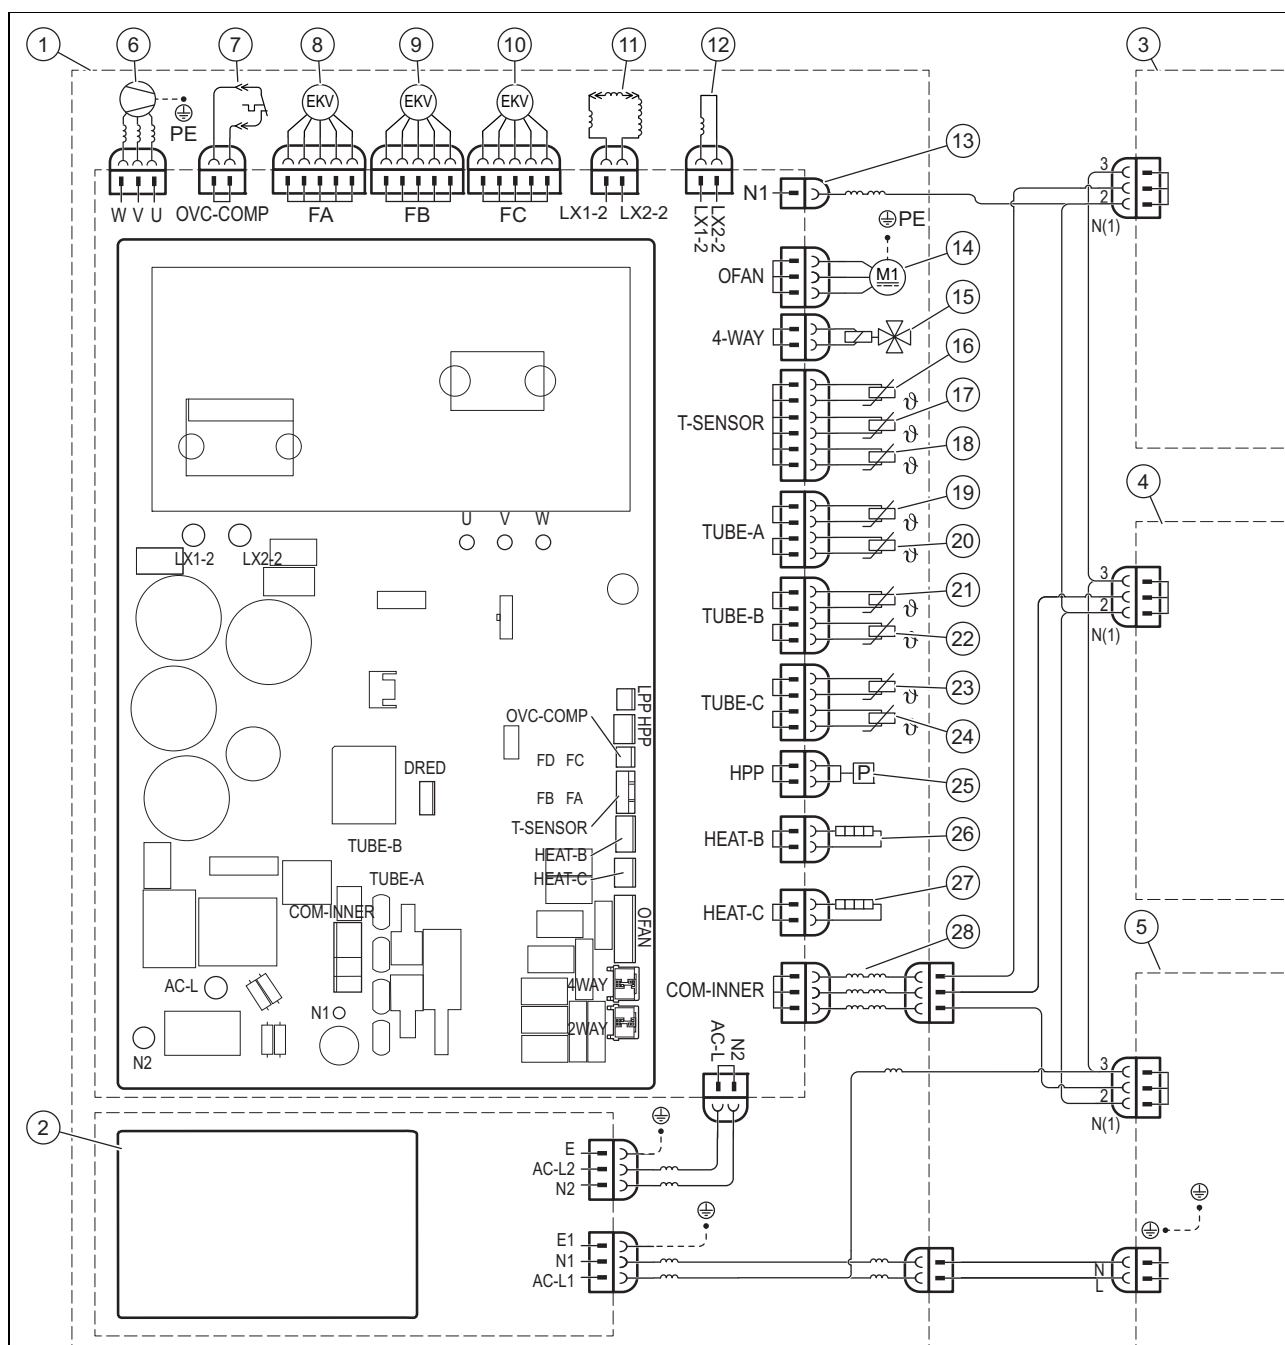 1 6 7 8 9 10 11 12 3
EKV EKV EKV
PE
W V U OVC-COMP FA FB FC LX1-2 LX2-2
LX1-2
LX2-2
N1
13
3
2
N(1)
PE
OFAN
M1
14
4-WAY
15
T-SENSOR
16
ϑ
17
ϑ
18
ϑ
4
TUBE-A
19
ϑ
20
ϑ
TUBE-B
21
ϑ
22
ϑ
3
2
N(1)
TUBE-C
23
ϑ
24
ϑ
HPP
P
25
HEAT-B
26
HEAT-C
27
COM-INNER
28
5
U V W
LX1-2 LX2-2
LPP HPP
OVC-COMP
FD FC
DRED
FB FA
T-SENSOR
TUBE-B
HEAT-B
TUBE-A
HEAT-C
COM-INNER
OFAN
AC-L
4WAY
N1
2WAY
N2
AC-L
N2
3
2
N(1)
2
E
AC-L2
N2
E1
N1
AC-L1
N
L